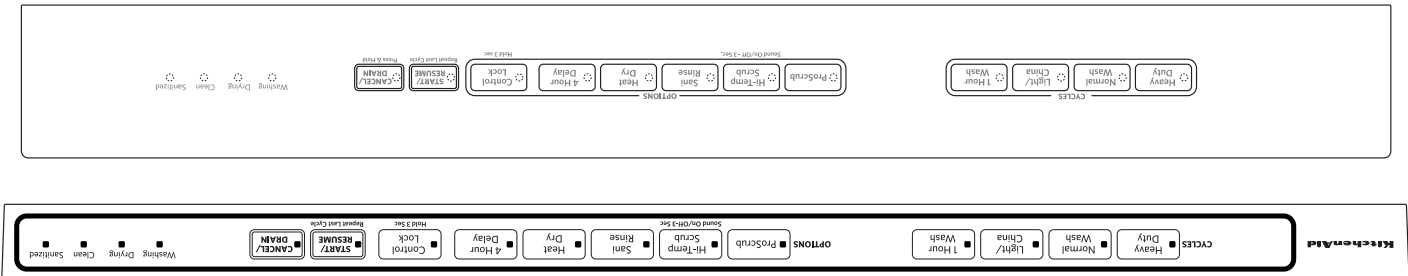 KitchenAid
CYCLES
Heavy
Duty
Normal
Wash
Light/
China
1 Hour
Wash
OPTIONS
ProScrub
Hi-Temp
Scrub
Sound On/Off-3 Sec
Sani
Rinse
Heat
Dry
4 Hour
Delay
Control
Lock
Hold 3 Sec
START/
RESUME
Repeat Last Cycle
CANCEL/
DRAIN
Washing
Drying
Clean
Sanitized
CYCLES
Heavy
Duty
Normal
Wash
Light/
China
1 Hour
Wash
OPTIONS
ProScrub
Hi-Temp
Scrub
Sound On/Off - 3 Sec.
Sani
Rinse
Heat
Dry
4 Hour
Delay
Control
Lock
Hold 3 sec
START/
RESUME
Repeat Last Cycle
CANCEL/
DRAIN
Press & Hold
Washing
Drying
Clean
Sanitized